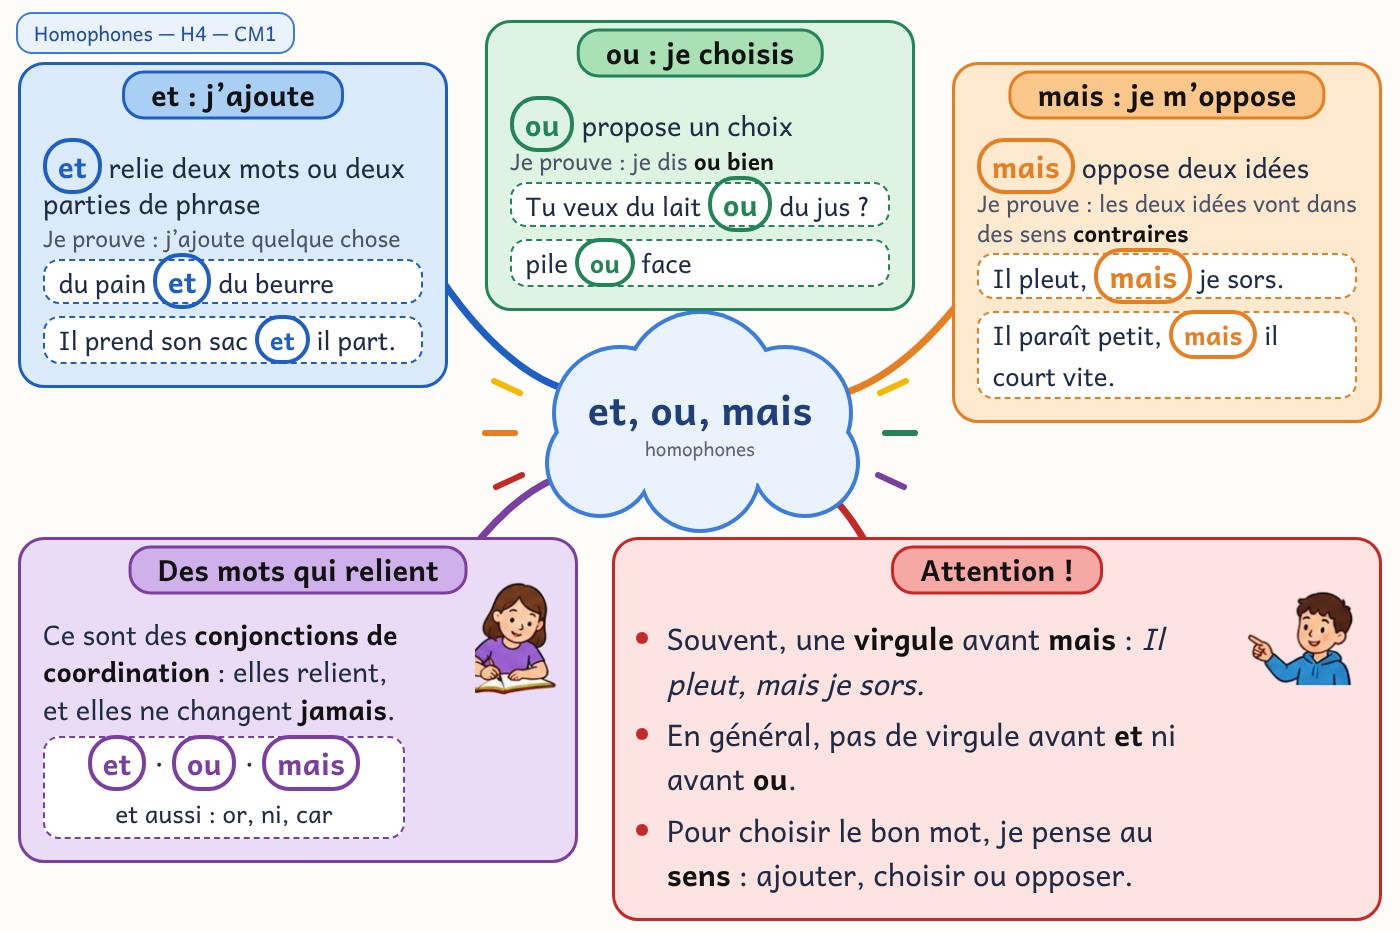 Homophones — H4 — CM1
et : j’ajoute
et relie deux mots ou deux
parties de phrase
Je prouve : j’ajoute quelque chose
du pain et du beurre
Il prend son sac et il part.
ou : je choisis
ou propose un choix
Je prouve : je dis ou bien
Tu veux du lait ou du jus ?
pile ou face
mais : je m’oppose
mais oppose deux idées
Je prouve : les deux idées vont dans
des sens contraires
Il pleut, mais je sors.
Il paraît petit, mais il
court vite.
et, ou, mais
homophones
Des mots qui relient
Ce sont des conjonctions de
coordination : elles relient,
et elles ne changent jamais.
et · ou · mais
et aussi : or, ni, car
Attention !
• Souvent, une virgule avant mais : Il
pleut, mais je sors.
• En général, pas de virgule avant et ni
avant ou.
• Pour choisir le bon mot, je pense au
sens : ajouter, choisir ou opposer.